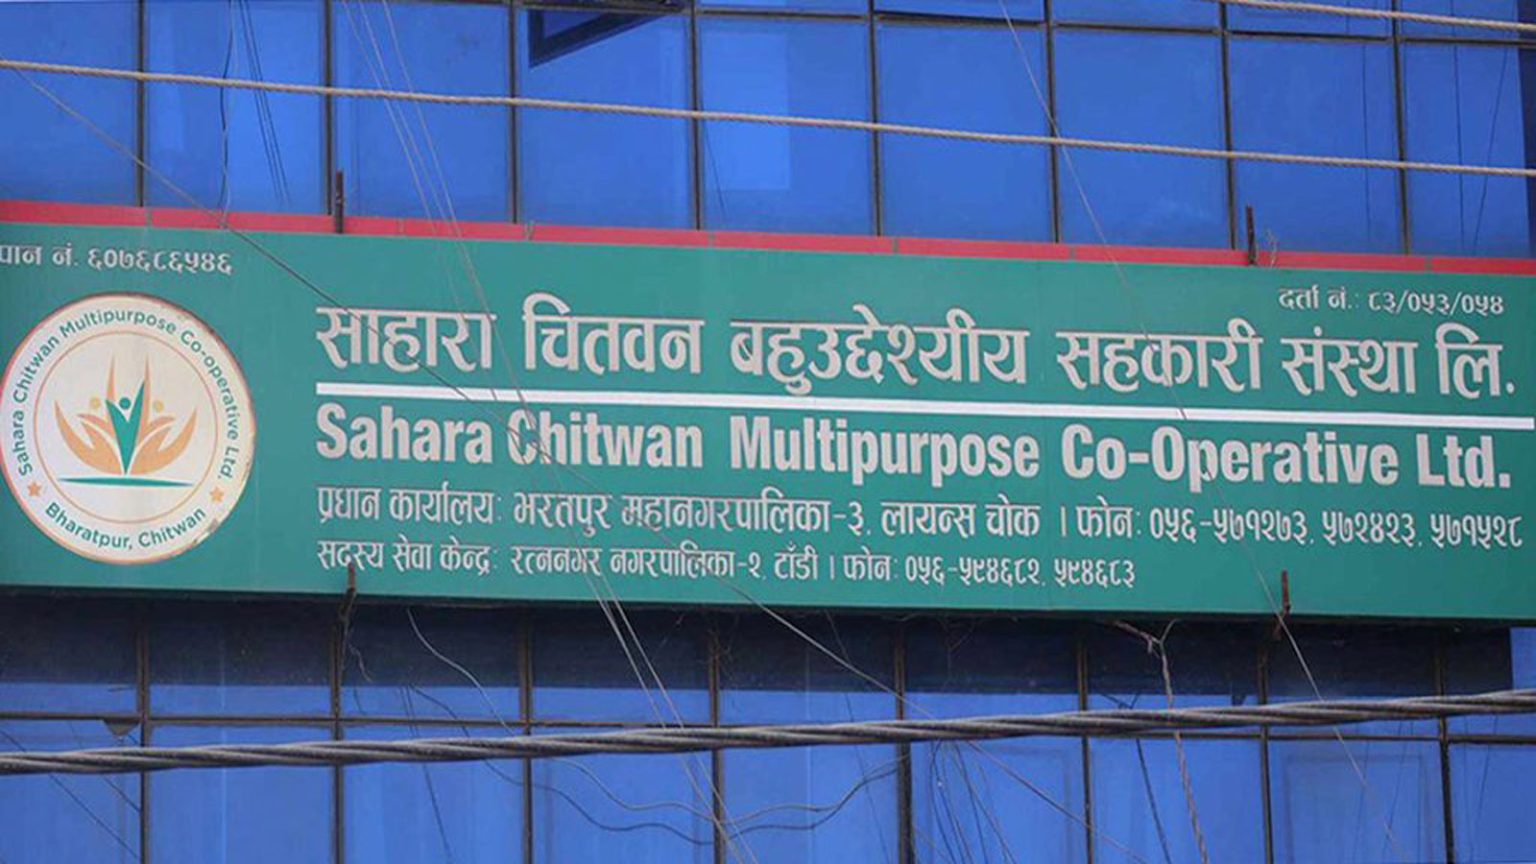 पान नं. ६०७६८६५४६
दर्ता नं.: ८३/०५३/०५४
साहारा चितवन बहुउद्देश्यीय सहकारी संस्था लि.
Sahara Chitwan Multipurpose Co-Operative Ltd.
प्रधान कार्यालयः भरतपुर महानगरपालिका-३, लायन्स चोक । फोनः ०५६-५७१२७३, ५७२४२३, ५७१५२८
सदस्य सेवा केन्द्रः रत्ननगर नगरपालिका-२, टाँडी । फोनः ०५६-५९४६८२, ५९४६८३
Sahara Chitwan Multipurpose Co-operative Ltd.
Bharatpur, Chitwan